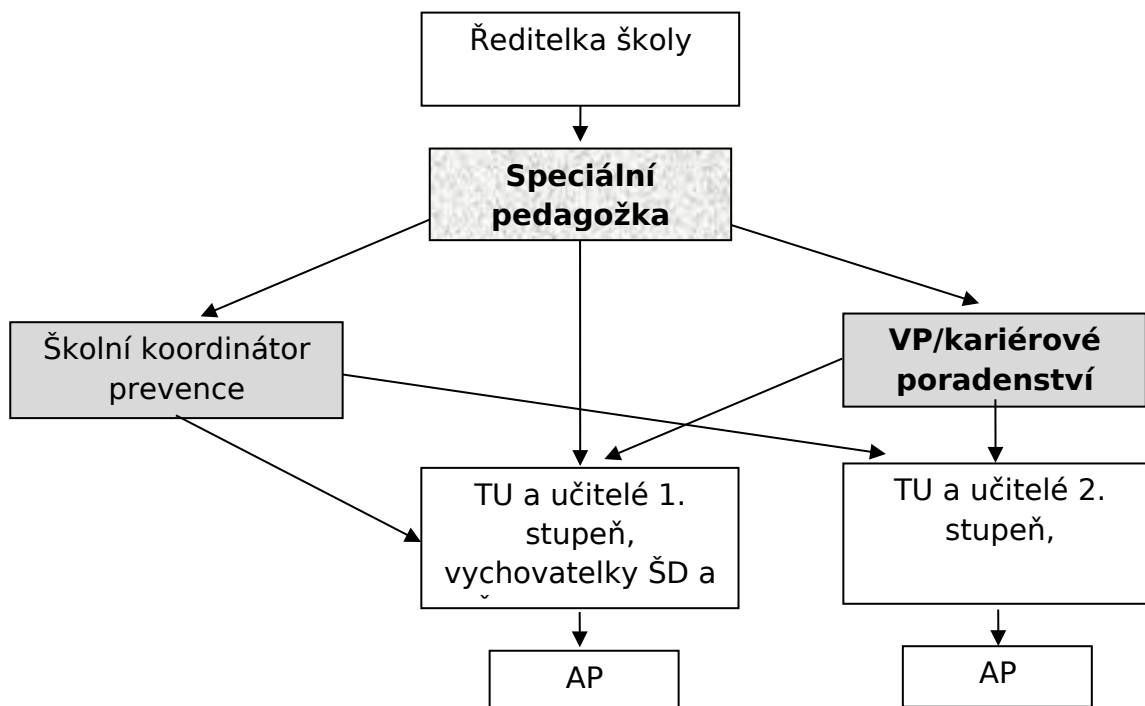 Ředitelka školy
Speciální
pedagožka
Školní koordinátor
prevence
VP/kariérové
poradenství
TU a učitelé 1.
stupeň,
vychovatelky ŠD a
TU a učitelé 2.
stupeň,
AP
AP